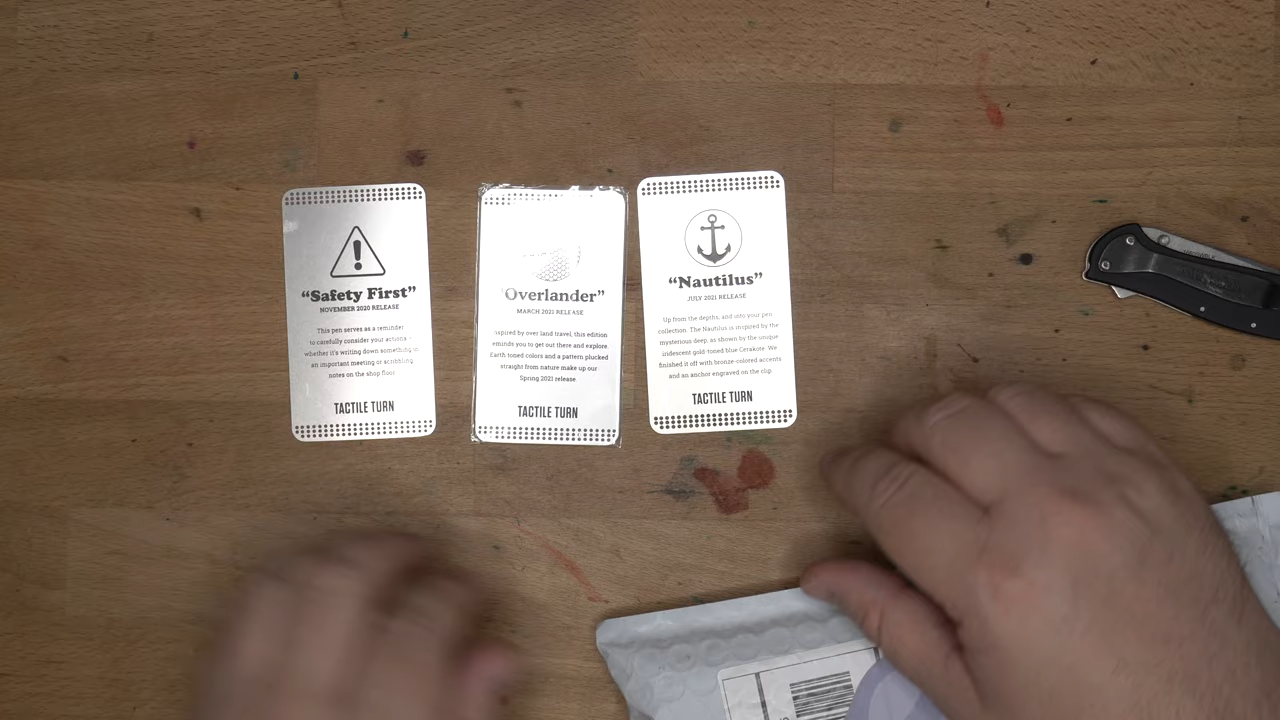 “Safety First”
NOVEMBER 2020 RELEASE
This pen serves as a reminder
to carefully consider your actions -
whether it's writing down something in
an important meeting or scribbling
notes on the shop floor.
TACTILE TURN
"Overlander”
MARCH 2021 RELEASE
nspired by over land travel, this edition
eminds you to get out there and explore.
Earth toned colors and a pattern plucked
straight from nature make up our
Spring 2021 release.
TACTILE TURN
“Nautilus”
JULY 2021 RELEASE
Up from the depths, and into your pen
collection. The Nautilus is inspired by the
mysterious deep, as shown by the unique
iridescent gold-toned blue Cerakote. We
finished it off with bronze-colored accents
and an anchor engraved on the clip.
TACTILE TURN